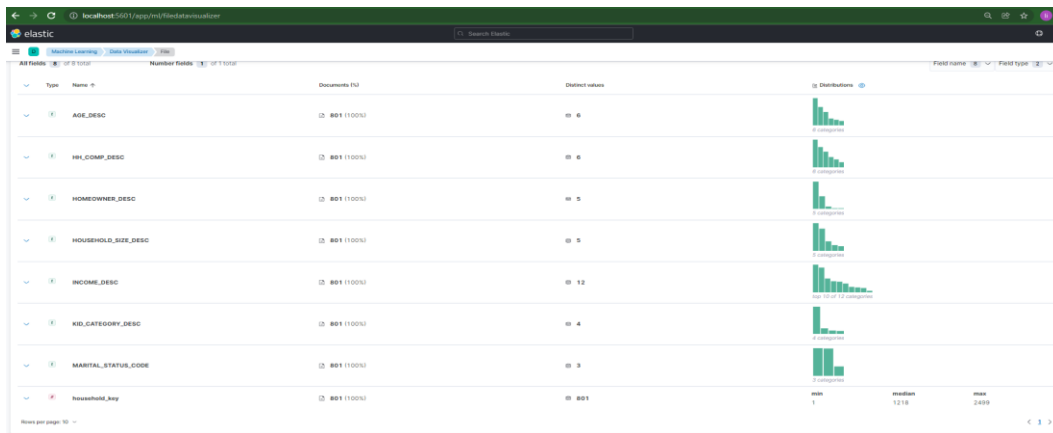 localhost:5601/app/ml/filedatavisualizer
N
elastic
Search Elastic
D Machine Learning Data Visualizer File
All fields 8 of 8 total Number fields 1 of 1 total Field name 8 Field type 2
Type Name ↑ Documents (%) Distinct values Distributions
t AGE_DESC 801 (100%) 6
6 categories
t HH_COMP_DESC 801 (100%) 6
6 categories
t HOMEOWNER_DESC 801 (100%) 5
5 categories
t HOUSEHOLD_SIZE_DESC 801 (100%) 5
5 categories
t INCOME_DESC 801 (100%) 12
top 10 of 12 categories
t KID_CATEGORY_DESC 801 (100%) 4
4 categories
t MARITAL_STATUS_CODE 801 (100%) 3
3 categories
# household_key 801 (100%) 801 min median max
1 1218 2499
Rows per page: 10 < 1 >